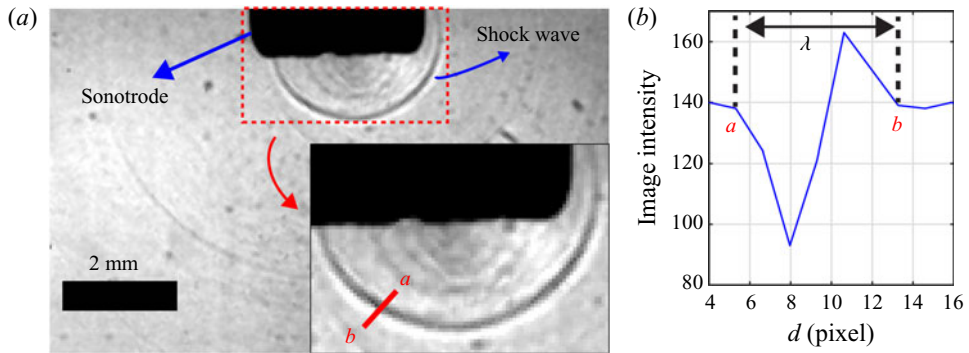 (a)
Shock wave
Sonotrode
2 mm
a
b
(b)
160
140
120
100
80
Image intensity
λ
a
b
4 6 8 10 12 14 16
d (pixel)